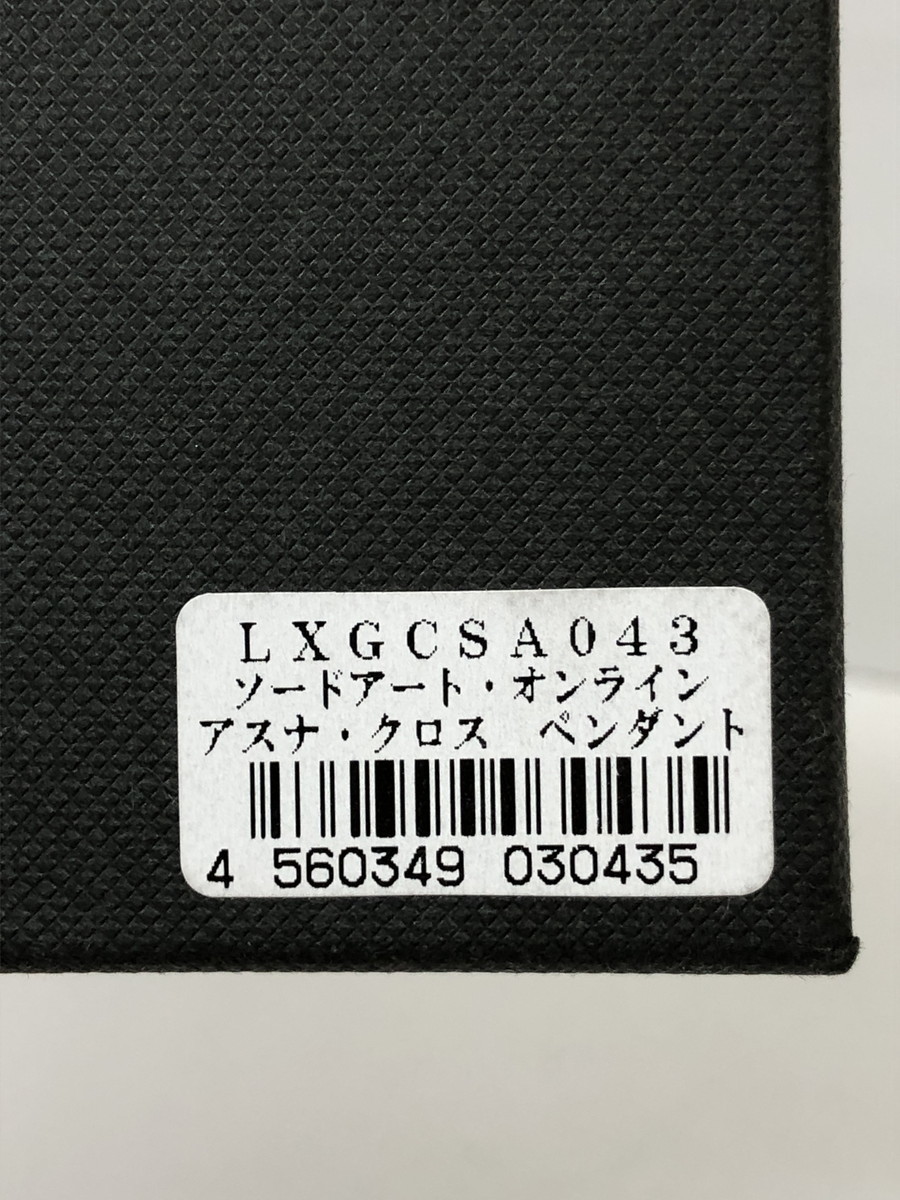 LXGCSA043
ソードアート・オンライン
アスナ・クロス　ペンダント
4 560349 030435